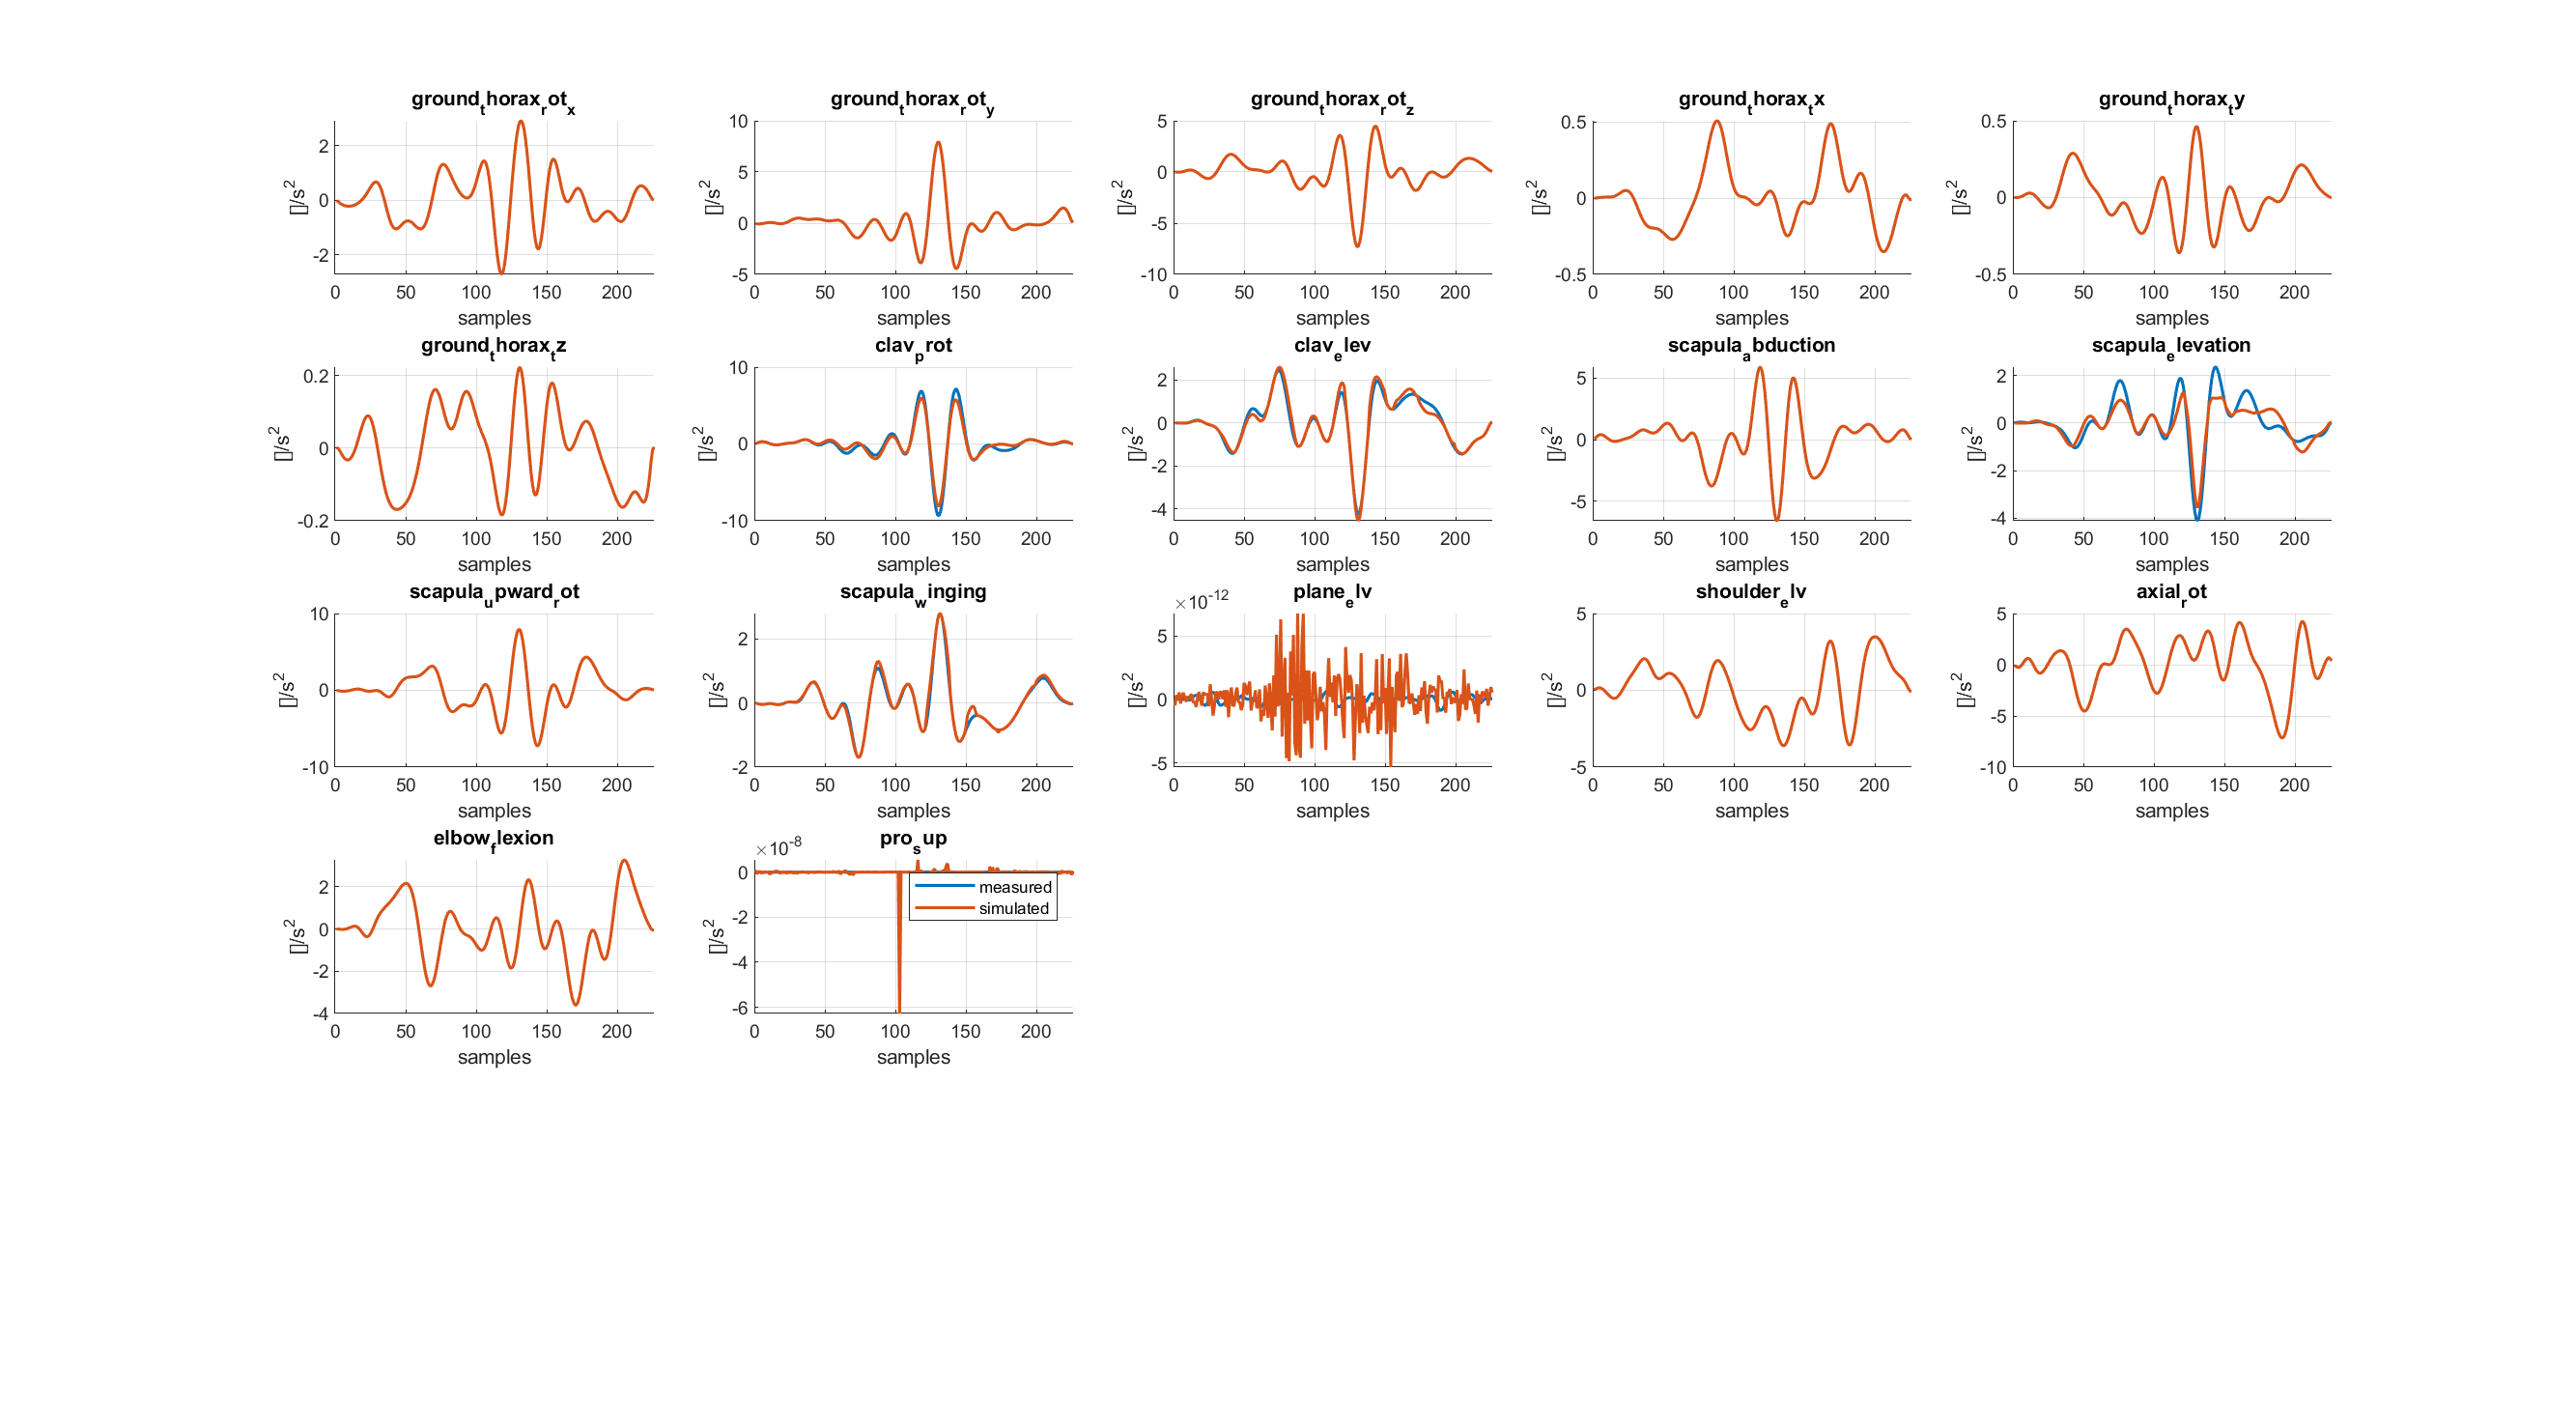 ground_thorax_rot_x
ground_thorax_rot_y
ground_thorax_rot_z
ground_thorax_tx
ground_thorax_ty
2
0
-2
[]/s²
0 50 100 150 200
samples
10
5
0
-5
[]/s²
0 50 100 150 200
samples
5
0
-5
-10
[]/s²
0 50 100 150 200
samples
0.5
0
-0.5
[]/s²
0 50 100 150 200
samples
0.5
0
-0.5
[]/s²
0 50 100 150 200
samples
ground_thorax_tz
clav_prot
clav_elev
scapula_abduction
scapula_elevation
0.2
0
-0.2
[]/s²
0 50 100 150 200
samples
10
0
-10
[]/s²
0 50 100 150 200
samples
2
0
-2
-4
[]/s²
0 50 100 150 200
samples
5
0
-5
[]/s²
0 50 100 150 200
samples
2
0
-2
-4
[]/s²
0 50 100 150 200
samples
scapula_upward_rot
scapula_winging
plane_elv
shoulder_elv
axial_rot
10
0
-10
[]/s²
0 50 100 150 200
samples
2
0
-2
[]/s²
0 50 100 150 200
samples
×10⁻¹²
5
0
-5
[]/s²
0 50 100 150 200
samples
5
0
-5
[]/s²
0 50 100 150 200
samples
5
0
-5
-10
[]/s²
0 50 100 150 200
samples
elbow_flexion
pro_sup
2
0
-2
-4
[]/s²
0 50 100 150 200
samples
×10⁻⁸
0
-2
-4
-6
[]/s²
measured
simulated
0 50 100 150 200
samples